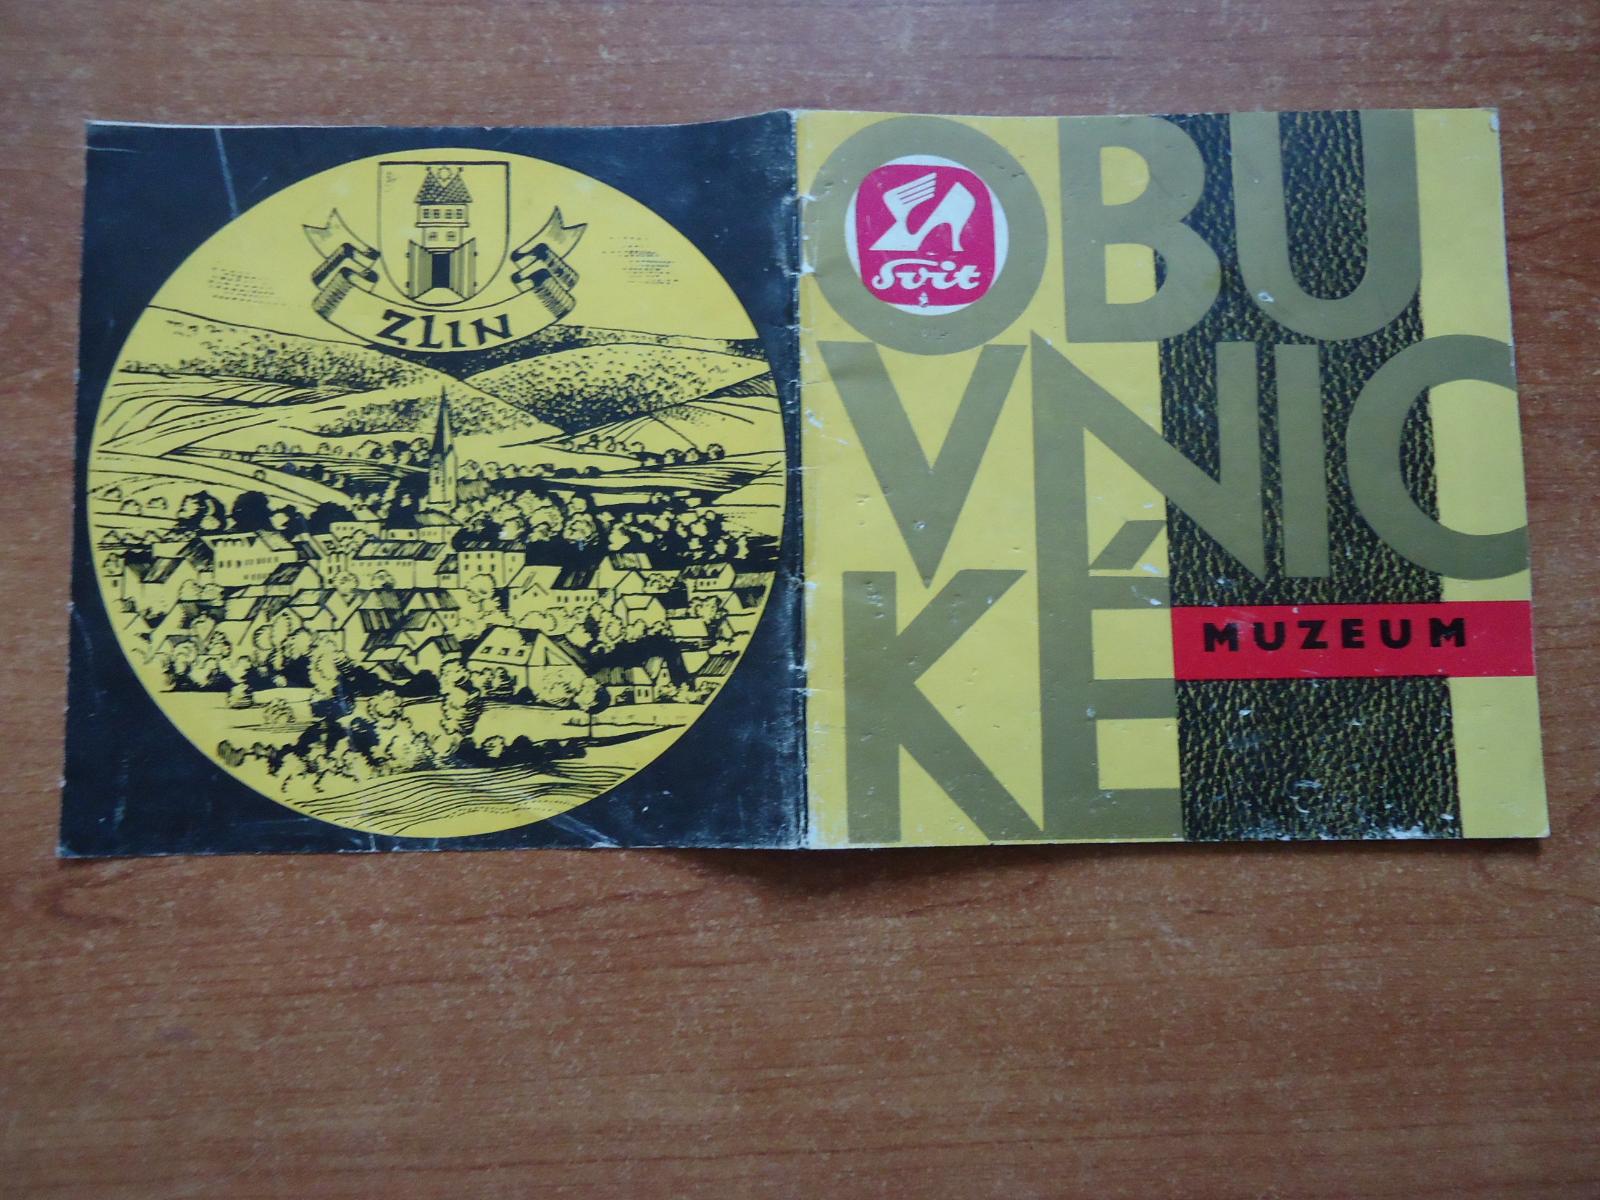 ZLIN
Svit
OBU
VNIC
KÉ
MUZEUM